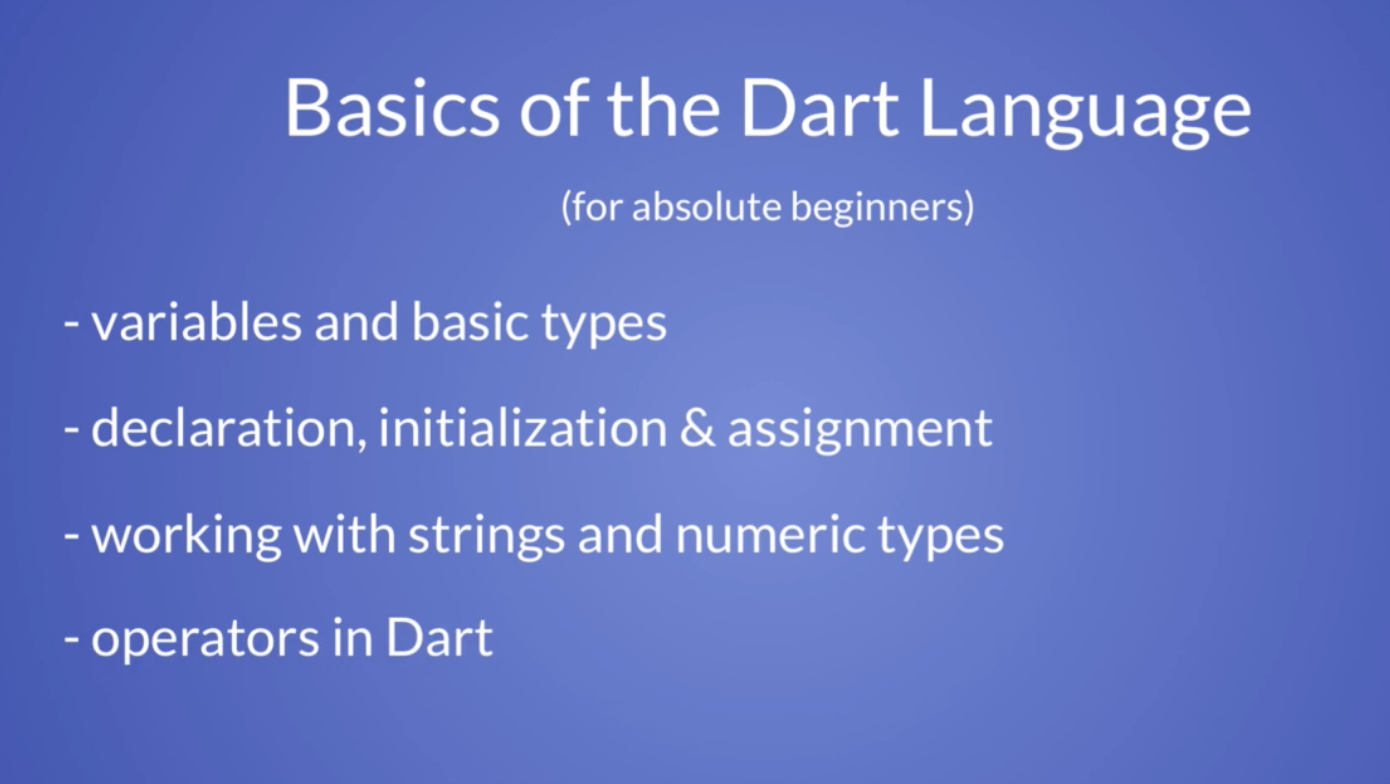 Basics of the Dart Language
(for absolute beginners)
- variables and basic types
- declaration, initialization & assignment
- working with strings and numeric types
- operators in Dart